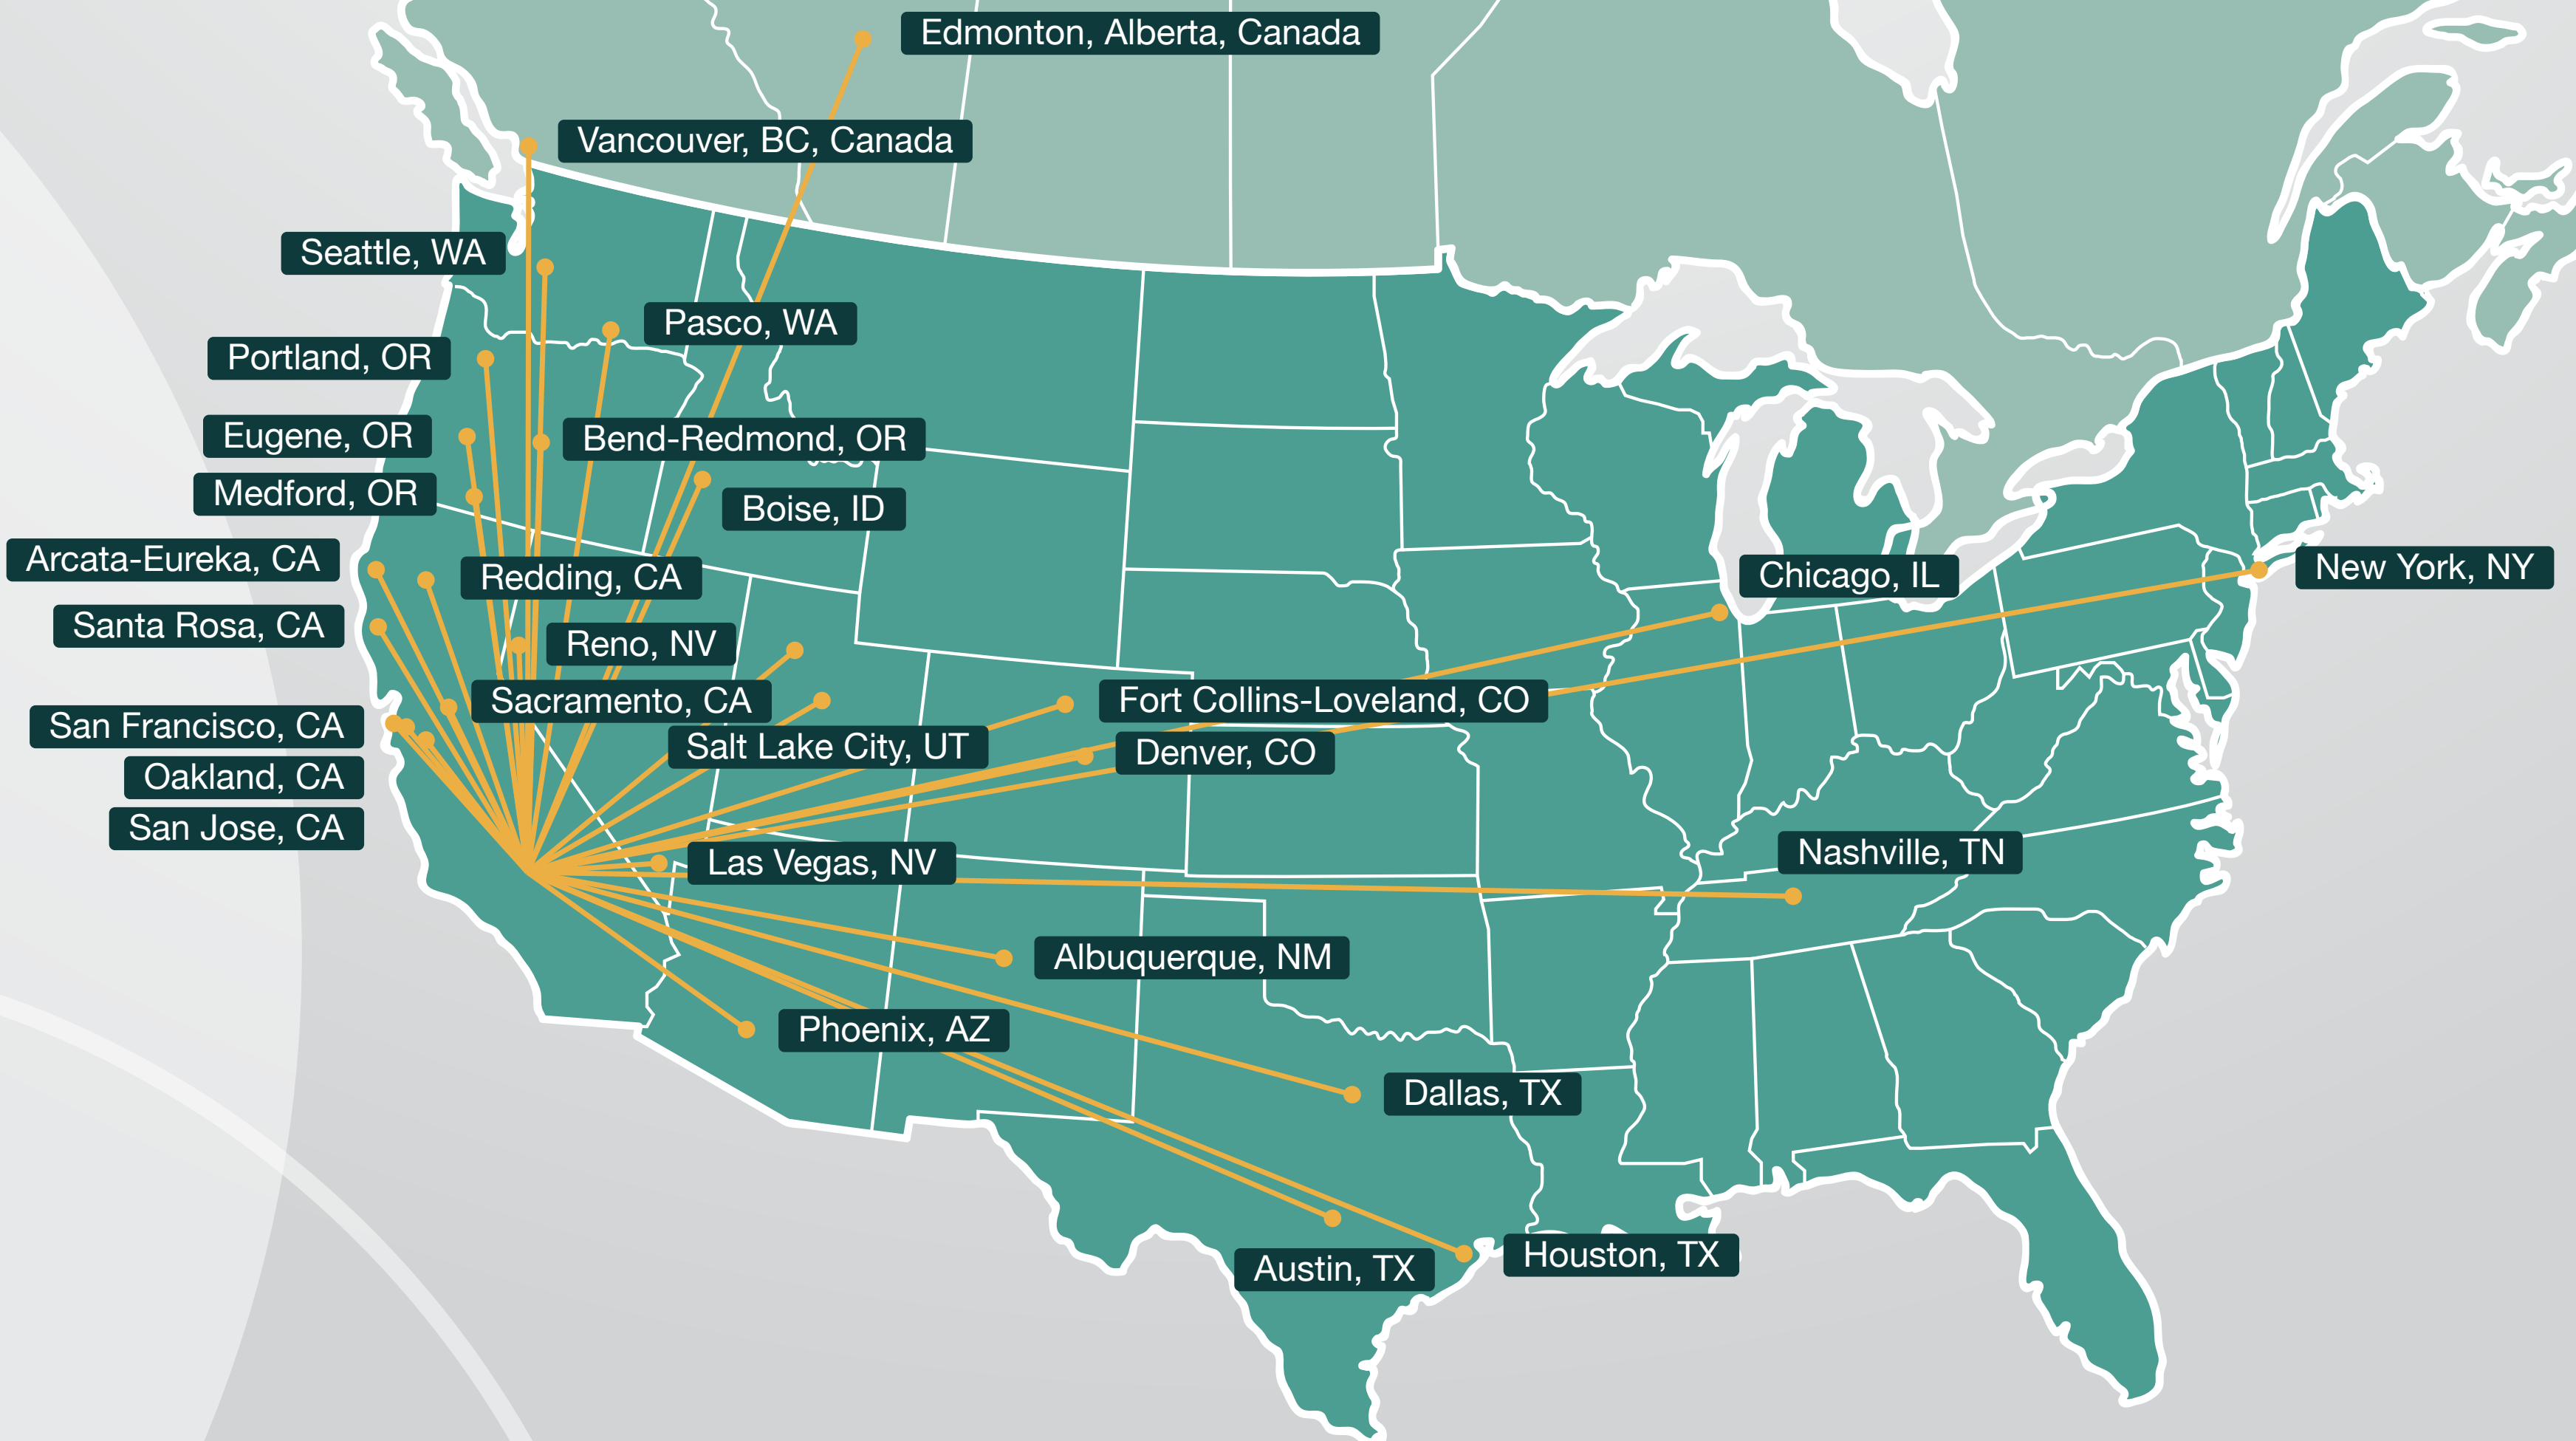 Edmonton, Alberta, Canada
Vancouver, BC, Canada
Seattle, WA
Pasco, WA
Portland, OR
Eugene, OR
Bend-Redmond, OR
Medford, OR
Boise, ID
Arcata-Eureka, CA
Redding, CA
Chicago, IL
New York, NY
Santa Rosa, CA
Reno, NV
Sacramento, CA
Fort Collins-Loveland, CO
San Francisco, CA
Salt Lake City, UT
Denver, CO
Oakland, CA
San Jose, CA
Las Vegas, NV
Nashville, TN
Albuquerque, NM
Phoenix, AZ
Dallas, TX
Austin, TX
Houston, TX